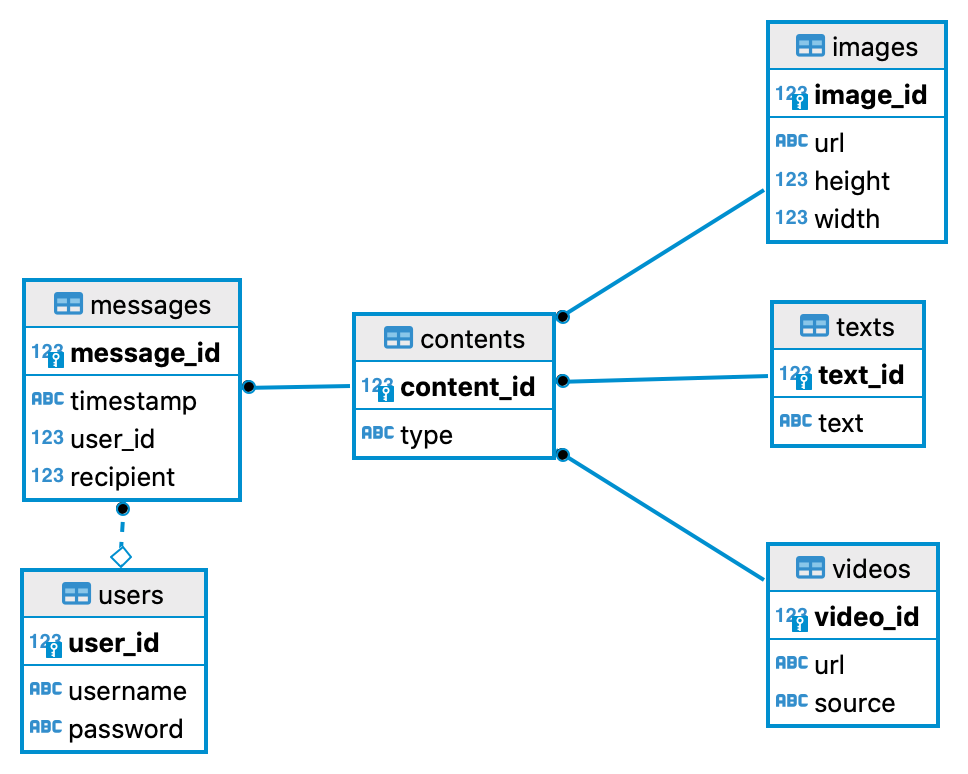 messages
123 message_id
ABC timestamp
123 user_id
123 recipient
users
123 user_id
ABC username
ABC password
contents
123 content_id
ABC type
images
123 image_id
ABC url
123 height
123 width
texts
123 text_id
ABC text
videos
123 video_id
ABC url
ABC source